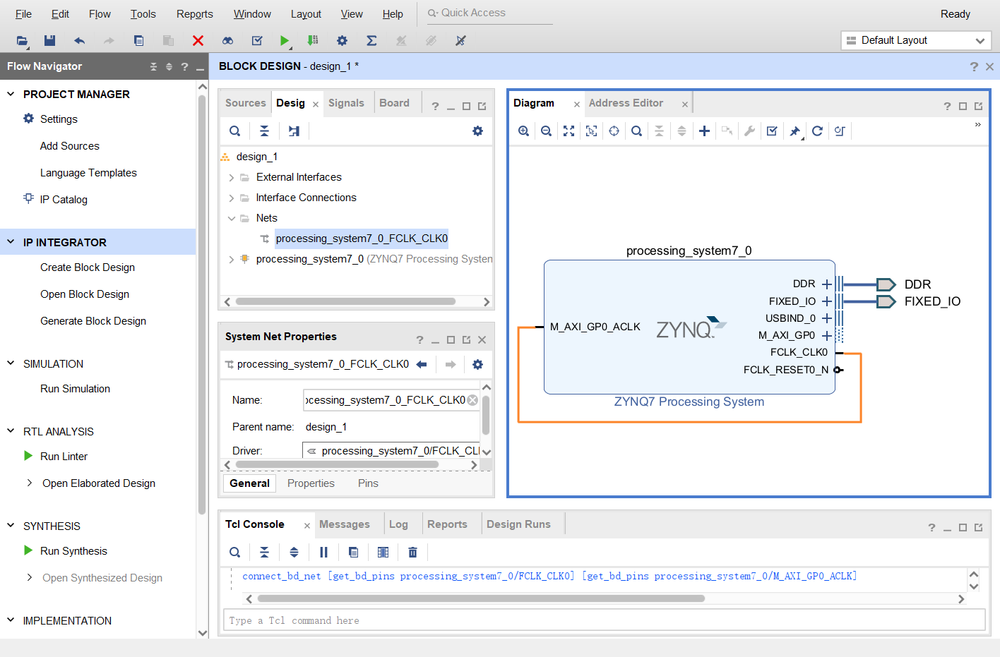 File Edit Flow Tools Reports Window Layout View Help Quick Access Ready
Default Layout
Flow Navigator
? _
PROJECT MANAGER
Settings
Add Sources
Language Templates
IP Catalog
IP INTEGRATOR
Create Block Design
Open Block Design
Generate Block Design
SIMULATION
Run Simulation
RTL ANALYSIS
Run Linter
Open Elaborated Design
SYNTHESIS
Run Synthesis
Open Synthesized Design
IMPLEMENTATION
BLOCK DESIGN - design_1 *
Sources Desig Signals Board
design_1
External Interfaces
Interface Connections
Nets
processing_system7_0_FCLK_CLK0
processing_system7_0 (ZYNQ7 Processing System
System Net Properties
processing_system7_0_FCLK_CLK0
Name: ocessing_system7_0_FCLK_CLK0
Parent name: design_1
Driver: processing_system7_0/FCLK_CL
General Properties Pins
Diagram Address Editor
processing_system7_0
M_AXI_GP0_ACLK
ZYNQ
DDR
FIXED_IO
USBIND_0
M_AXI_GP0
FCLK_CLK0
FCLK_RESET0_N
DDR
FIXED_IO
ZYNQ7 Processing System
Tcl Console Messages Log Reports Design Runs
connect_bd_net [get_bd_pins processing_system7_0/FCLK_CLK0] [get_bd_pins processing_system7_0/M_AXI_GP0_ACLK]
Type a Tcl command here